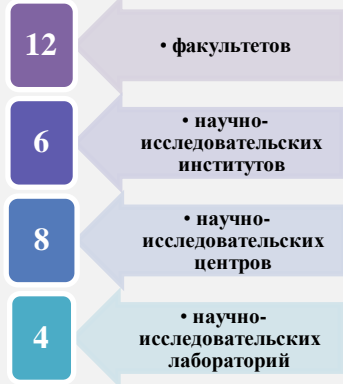 12
• факультетов
6
• научно-
исследовательских
институтов
8
• научно-
исследовательских
центров
4
• научно-
исследовательских
лабораторий